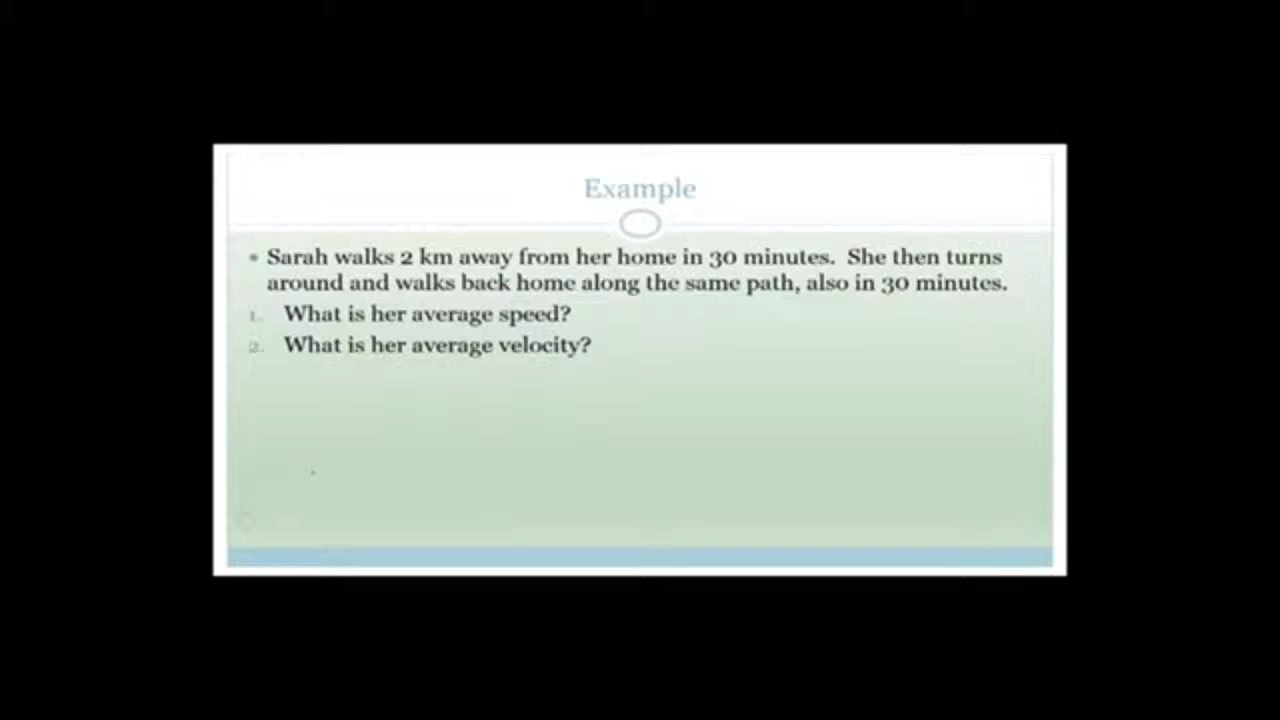 Example
• Sarah walks 2 km away from her home in 30 minutes. She then turns
around and walks back home along the same path, also in 30 minutes.
1. What is her average speed?
2. What is her average velocity?